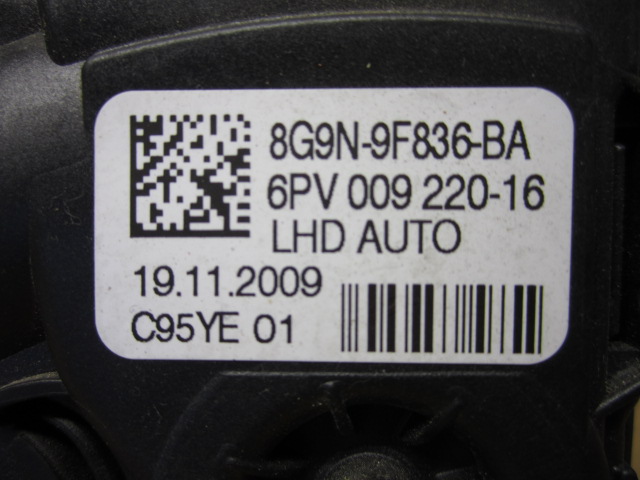 8G9N-9F836-BA
6PV 009 220-16
LHD AUTO
19.11.2009
C95YE 01